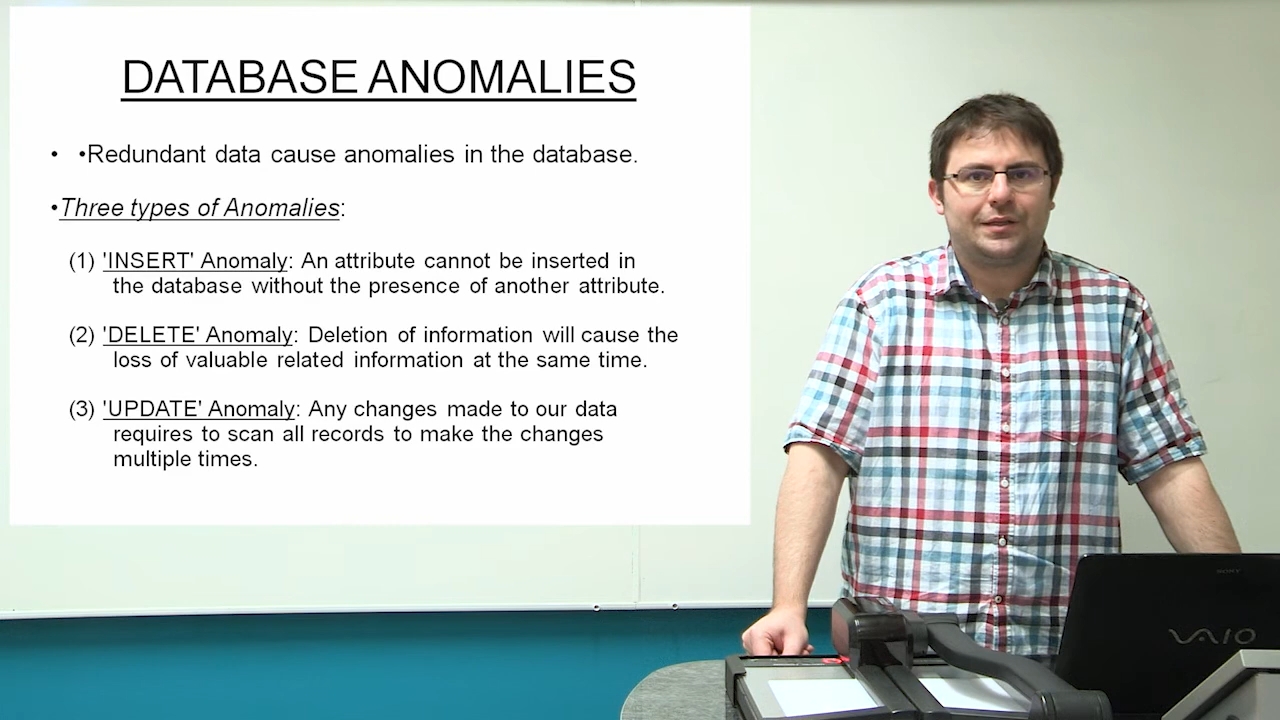 DATABASE ANOMALIES
• •Redundant data cause anomalies in the database.
•Three types of Anomalies:
(1) 'INSERT' Anomaly: An attribute cannot be inserted in
the database without the presence of another attribute.
(2) 'DELETE' Anomaly: Deletion of information will cause the
loss of valuable related information at the same time.
(3) 'UPDATE' Anomaly: Any changes made to our data
requires to scan all records to make the changes
multiple times.
SONY
VAIO